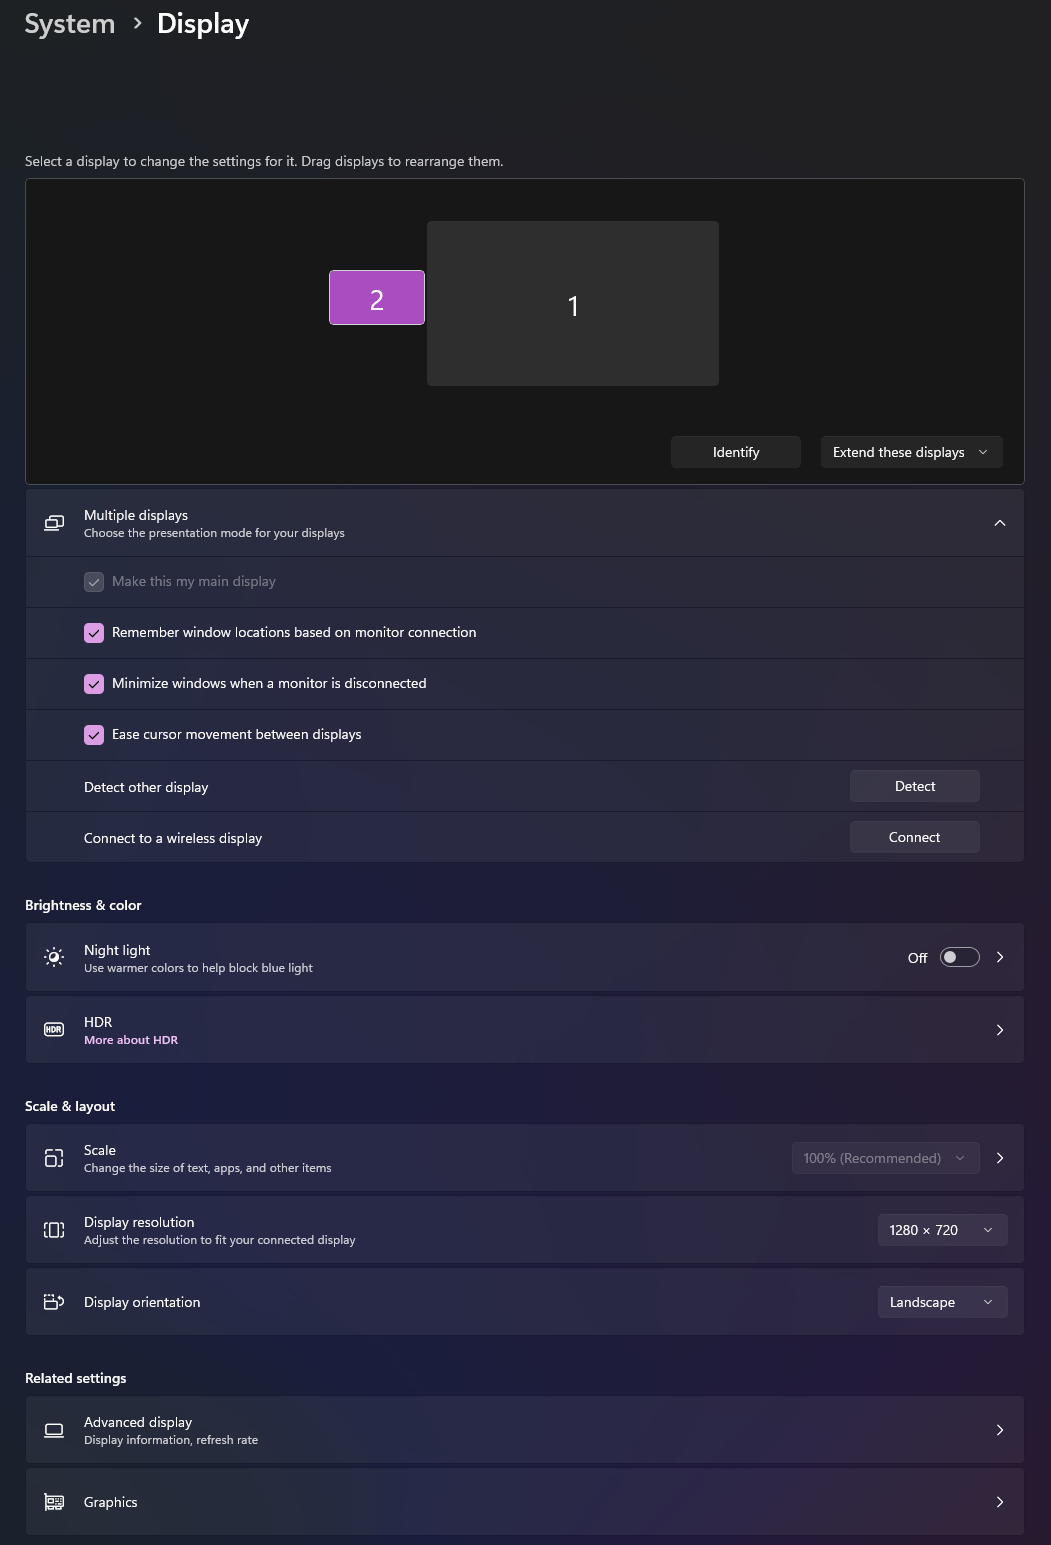 System > Display
Select a display to change the settings for it. Drag displays to rearrange them.
2
1
Identify
Extend these displays
Multiple displays
Choose the presentation mode for your displays
Make this my main display
Remember window locations based on monitor connection
Minimize windows when a monitor is disconnected
Ease cursor movement between displays
Detect other display
Detect
Connect to a wireless display
Connect
Brightness & color
Night light
Use warmer colors to help block blue light
Off
HDR
HDR
More about HDR
Scale & layout
Scale
Change the size of text, apps, and other items
100% (Recommended)
Display resolution
Adjust the resolution to fit your connected display
1280 × 720
Display orientation
Landscape
Related settings
Advanced display
Display information, refresh rate
Graphics